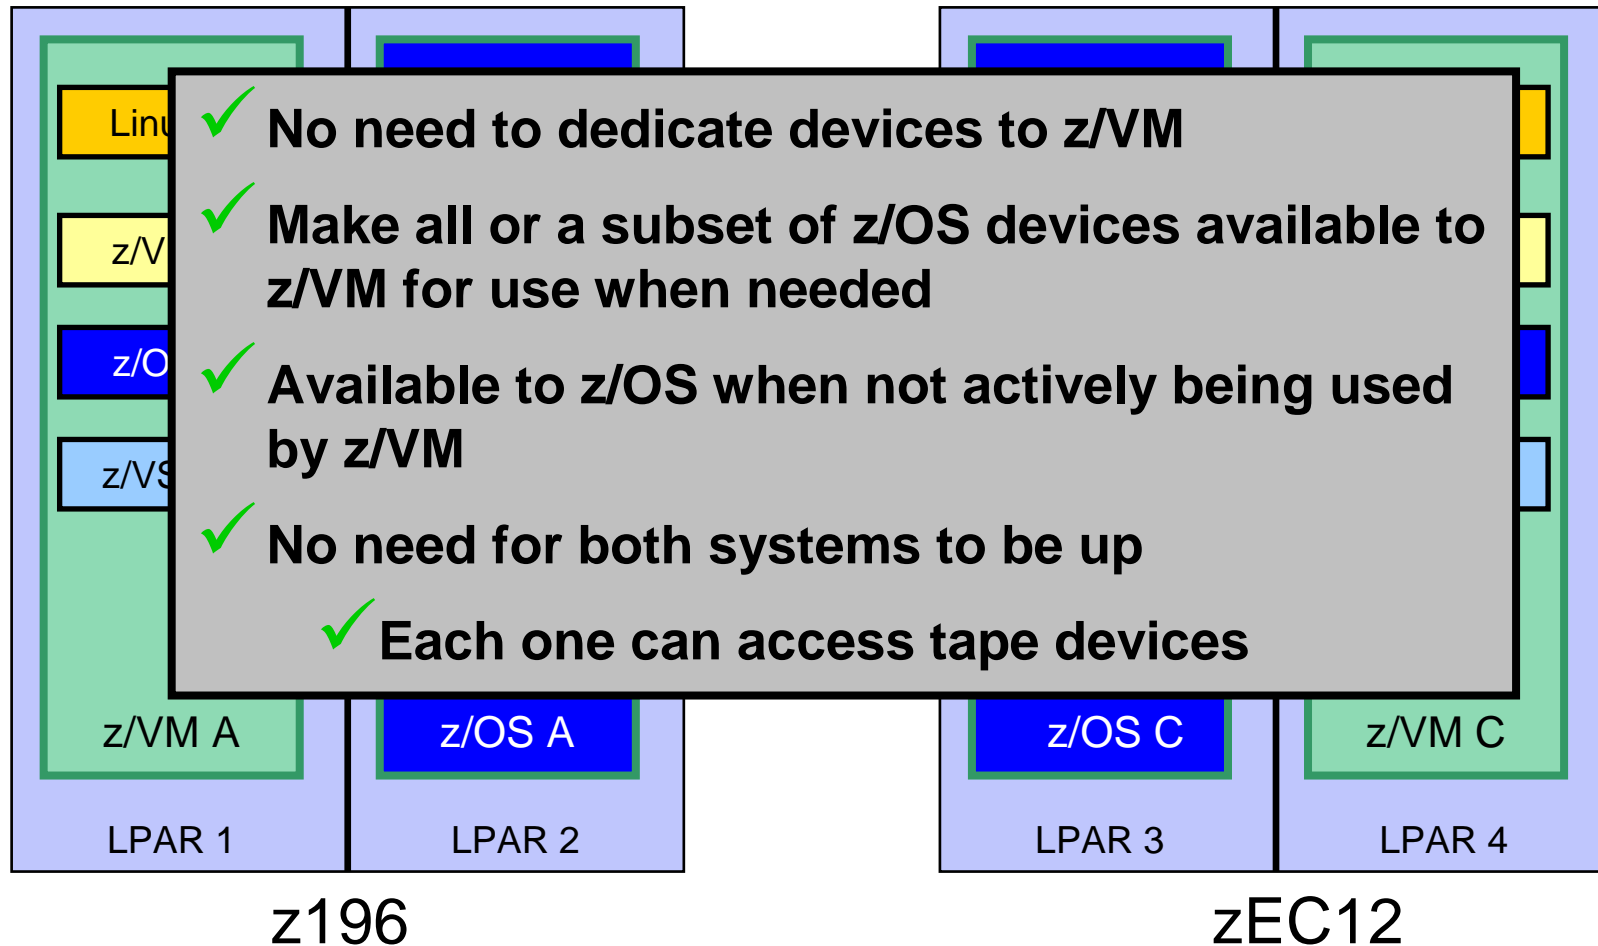 No need to dedicate devices to z/VM
Make all or a subset of z/OS devices available to
z/VM for use when needed
Available to z/OS when not actively being used
by z/VM
No need for both systems to be up
Each one can access tape devices
z/VM A
z/OS A
z/OS C
z/VM C
LPAR 1
LPAR 2
LPAR 3
LPAR 4
z196
zEC12